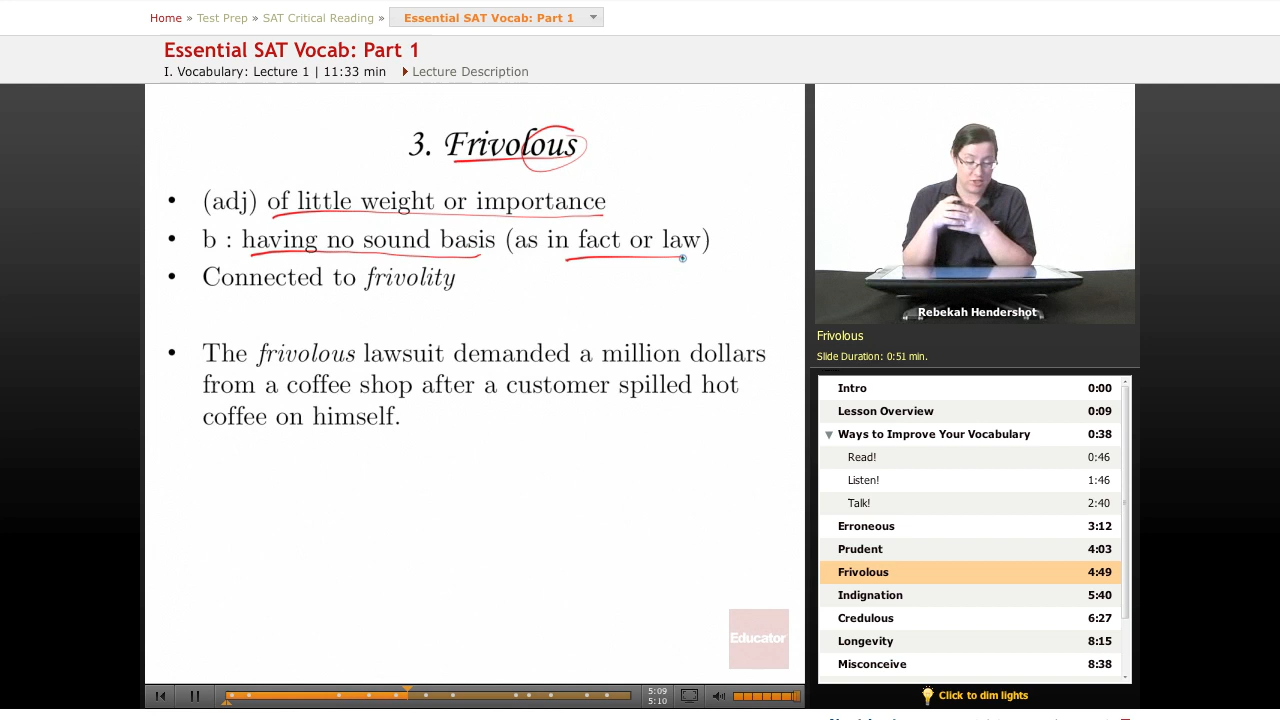 Home » Test Prep » SAT Critical Reading » Essential SAT Vocab: Part 1
Essential SAT Vocab: Part 1
I. Vocabulary: Lecture 1 | 11:33 min Lecture Description
3. Frivolous
• (adj) of little weight or importance
• b : having no sound basis (as in fact or law)
• Connected to frivolity
• The frivolous lawsuit demanded a million dollars
from a coffee shop after a customer spilled hot
coffee on himself.
Educator
5:09
5:10
Rebekah Hendershot
Frivolous
Slide Duration: 0:51 min.
Intro 0:00
Lesson Overview 0:09
Ways to Improve Your Vocabulary 0:38
Read! 0:46
Listen! 1:46
Talk! 2:40
Erroneous 3:12
Prudent 4:03
Frivolous 4:49
Indignation 5:40
Credulous 6:27
Longevity 8:15
Misconceive 8:38
Click to dim lights